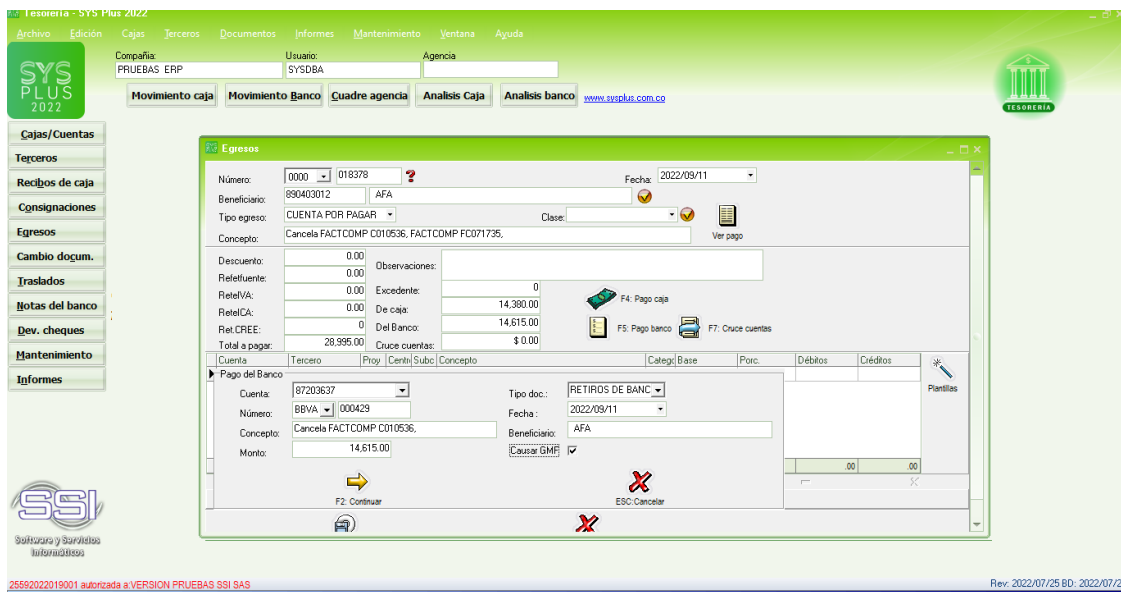 Tesorería - SYS Plus 2022
Archivo Edición Cajas Terceros Documentos Informes Mantenimiento Ventana Ayuda
SYS
PLUS
2022
Compañia: Usuario: Agencia
PRUEBAS ERP SYSDBA
Movimiento caja Movimiento Banco Cuadre agencia Analisis Caja Analisis banco www.sysplus.com.co
TESORERÍA
Cajas/Cuentas
Terceros
Recibos de caja
Consignaciones
Egresos
Cambio docum.
Traslados
Notas del banco
Dev. cheques
Mantenimiento
Informes
Egresos
Número: 0000 018378 ? Fecha: 2022/09/11
Beneficiario: 890403012 AFA
Tipo egreso: CUENTA POR PAGAR Clase:
Concepto: Cancela FACTCOMP C010536, FACTCOMP FC071735, Ver pago
Descuento: 0.00 Observaciones:
Retefuente: 0.00
ReteIVA: 0.00 Excedente: 0
ReteICA: 0.00 De caja: 14,380.00 F4: Pago caja
Ret.CREE: 0 Del Banco: 14,615.00 F5: Pago banco F7: Cruce cuentas
Total a pagar: 28,995.00 Cruce cuentas: $ 0.00
Cuenta Tercero Proy Centr Subc Concepto Categc Base Porc. Débitos Créditos
Plantillas
Pago del Banco
Cuenta: 87203637 Tipo doc.: RETIROS DE BANC
Número: BBVA 000429 Fecha : 2022/09/11
Concepto: Cancela FACTCOMP C010536, Beneficiario: AFA
Monto: 14,615.00 Causar GMF
.00 .00
F2: Continuar ESC:Cancelar
SSI
Software y Servicios
Informáticos
25592022019001 autorizada a:VERSION PRUEBAS SSI SAS
Rev: 2022/07/25 BD: 2022/07/2